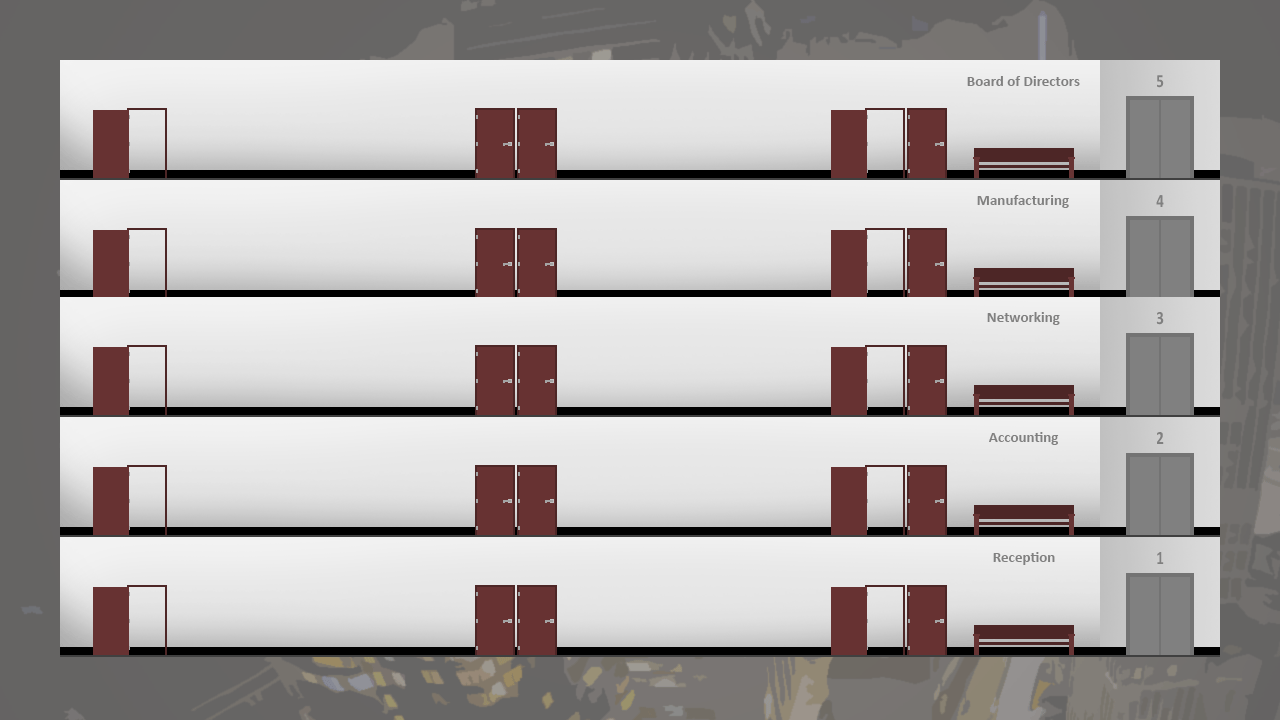 Board of Directors 5
Manufacturing 4
Networking 3
Accounting 2
Reception 1